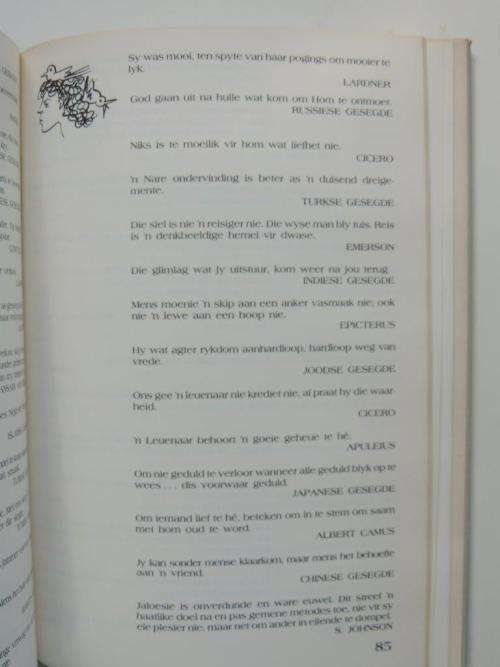 Sy was mooi, ten spyte van haar pogings om mooier te
lyk.
LARDNER
God gaan uit na hulle wat kom om Hom te ontmoet.
RUSSIESE GESEGDE
Niks is te moeilik vir hom wat liefhet nie.
CICERO
'n Nare ondervinding is beter as 'n duisend dreige-
mente.
TURKSE GESEGDE
Die siel is nie 'n reisiger nie. Die wyse man bly tuis. Reis
is 'n denkbeeldige hemel vir dwase.
EMERSON
Die glimlag wat jy uitstuur, kom weer na jou terug.
INDIESE GESEGDE
Mens moenie 'n skip aan een anker vasmaak nie; ook
nie 'n lewe aan een hoop nie.
EPICTERUS
Hy wat agter rykdom aanhardloop, hardloop weg van
vrede.
JOODSE GESEGDE
Ons gee 'n leuenaar nie krediet nie, al praat hy die waar-
heid.
CICERO
'n Leuenaar behoort 'n goeie geheue te hê.
APULEIUS
Om nie geduld te verloor wanneer alle geduld blyk op te
wees . . . dis voorwaar geduld.
JAPANESE GESEGDE
Om iemand lief te hê, beteken om in te stem om saam
met hom oud te word.
ALBERT CAMUS
Jy kan sonder mense klaarkom, maar mens het behoefte
aan 'n vriend.
CHINESE GESEGDE
Jaloesie is onverdunde en ware euwel. Dit streef 'n
haatlike doel na en pas gemene metodes toe, nie vir sy
eie plesier nie, maar net om ander in ellende te dompel.
S. JOHNSON
85